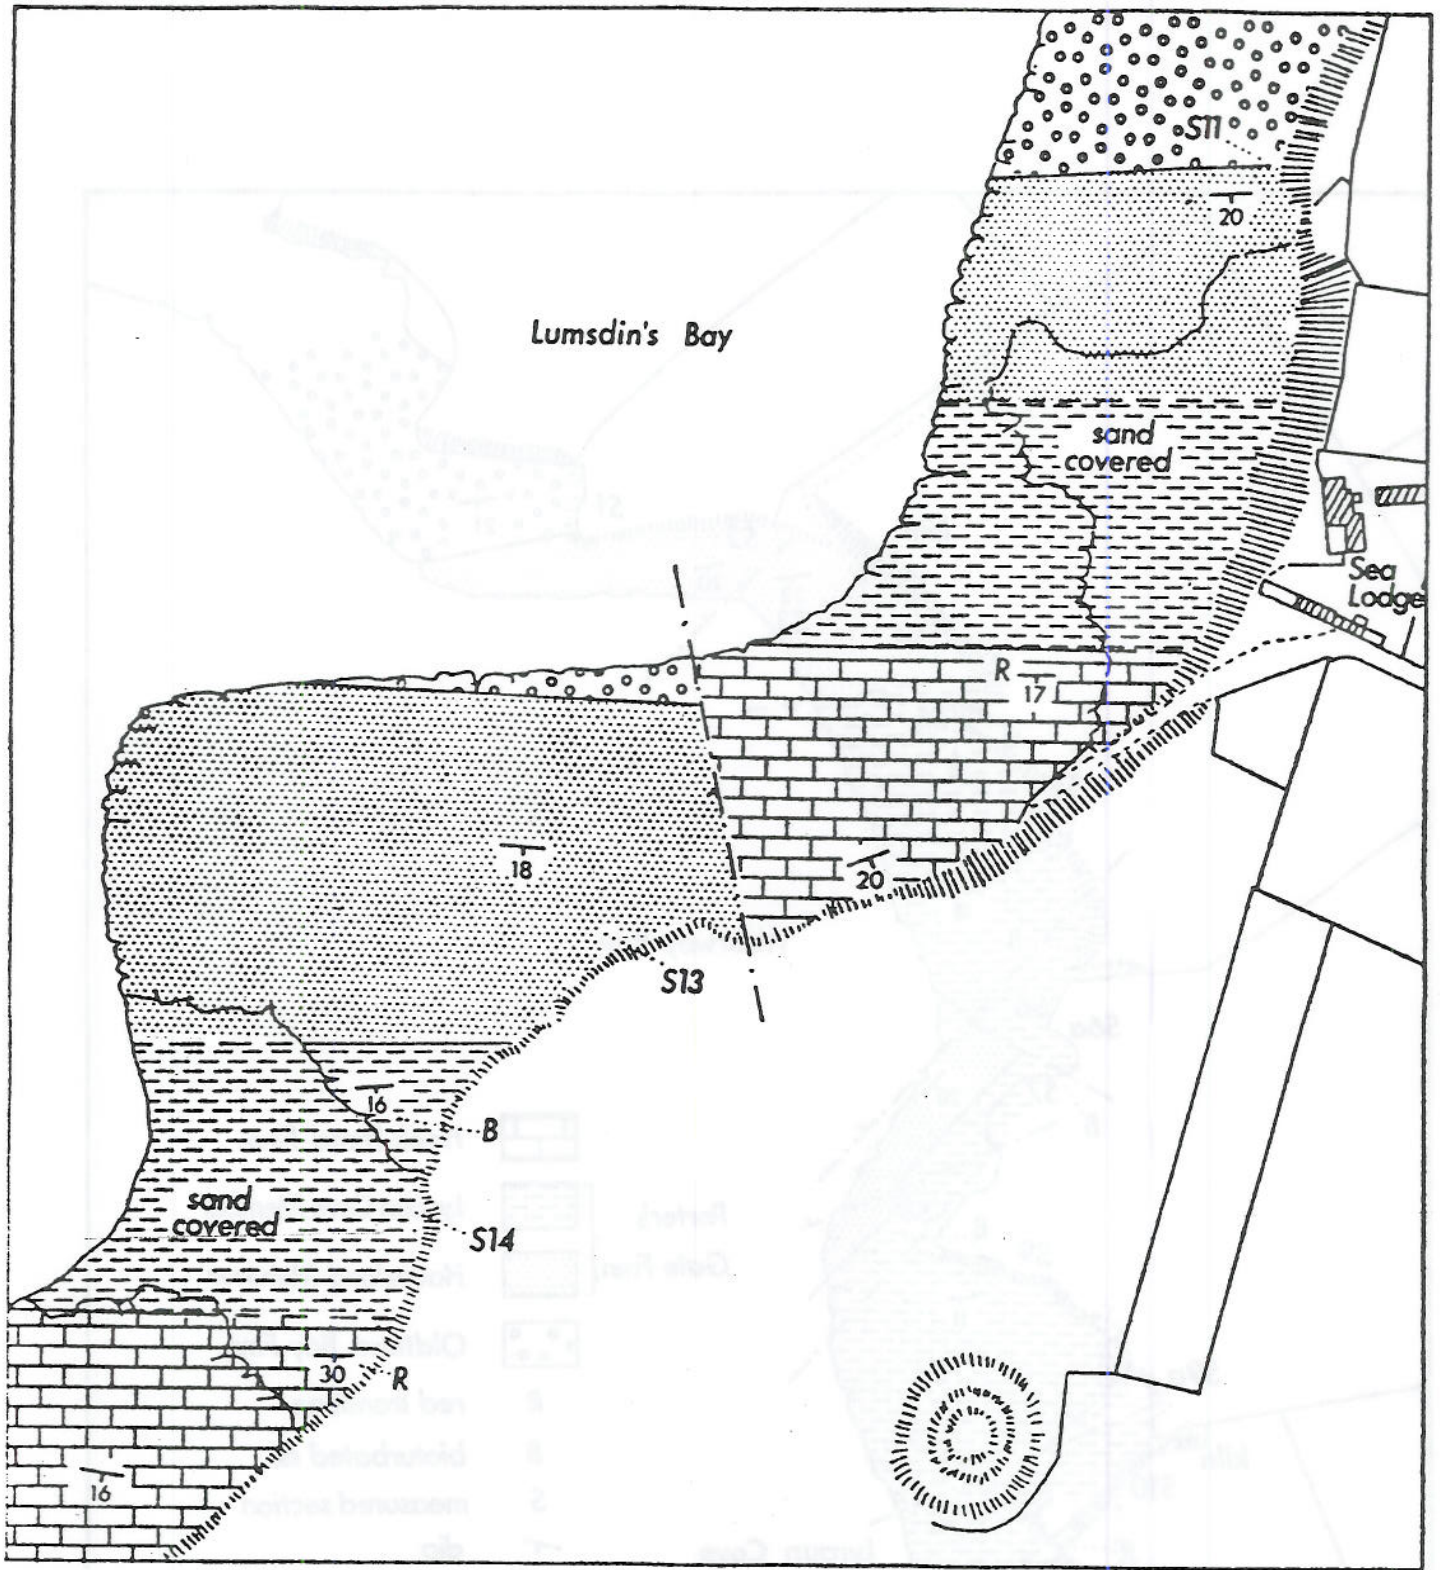 S11
20
Lumsdin's Bay
sand
covered
Sea
Lodge
R
17
20
18
S13
16
B
sand
covered
S14
30
R
16